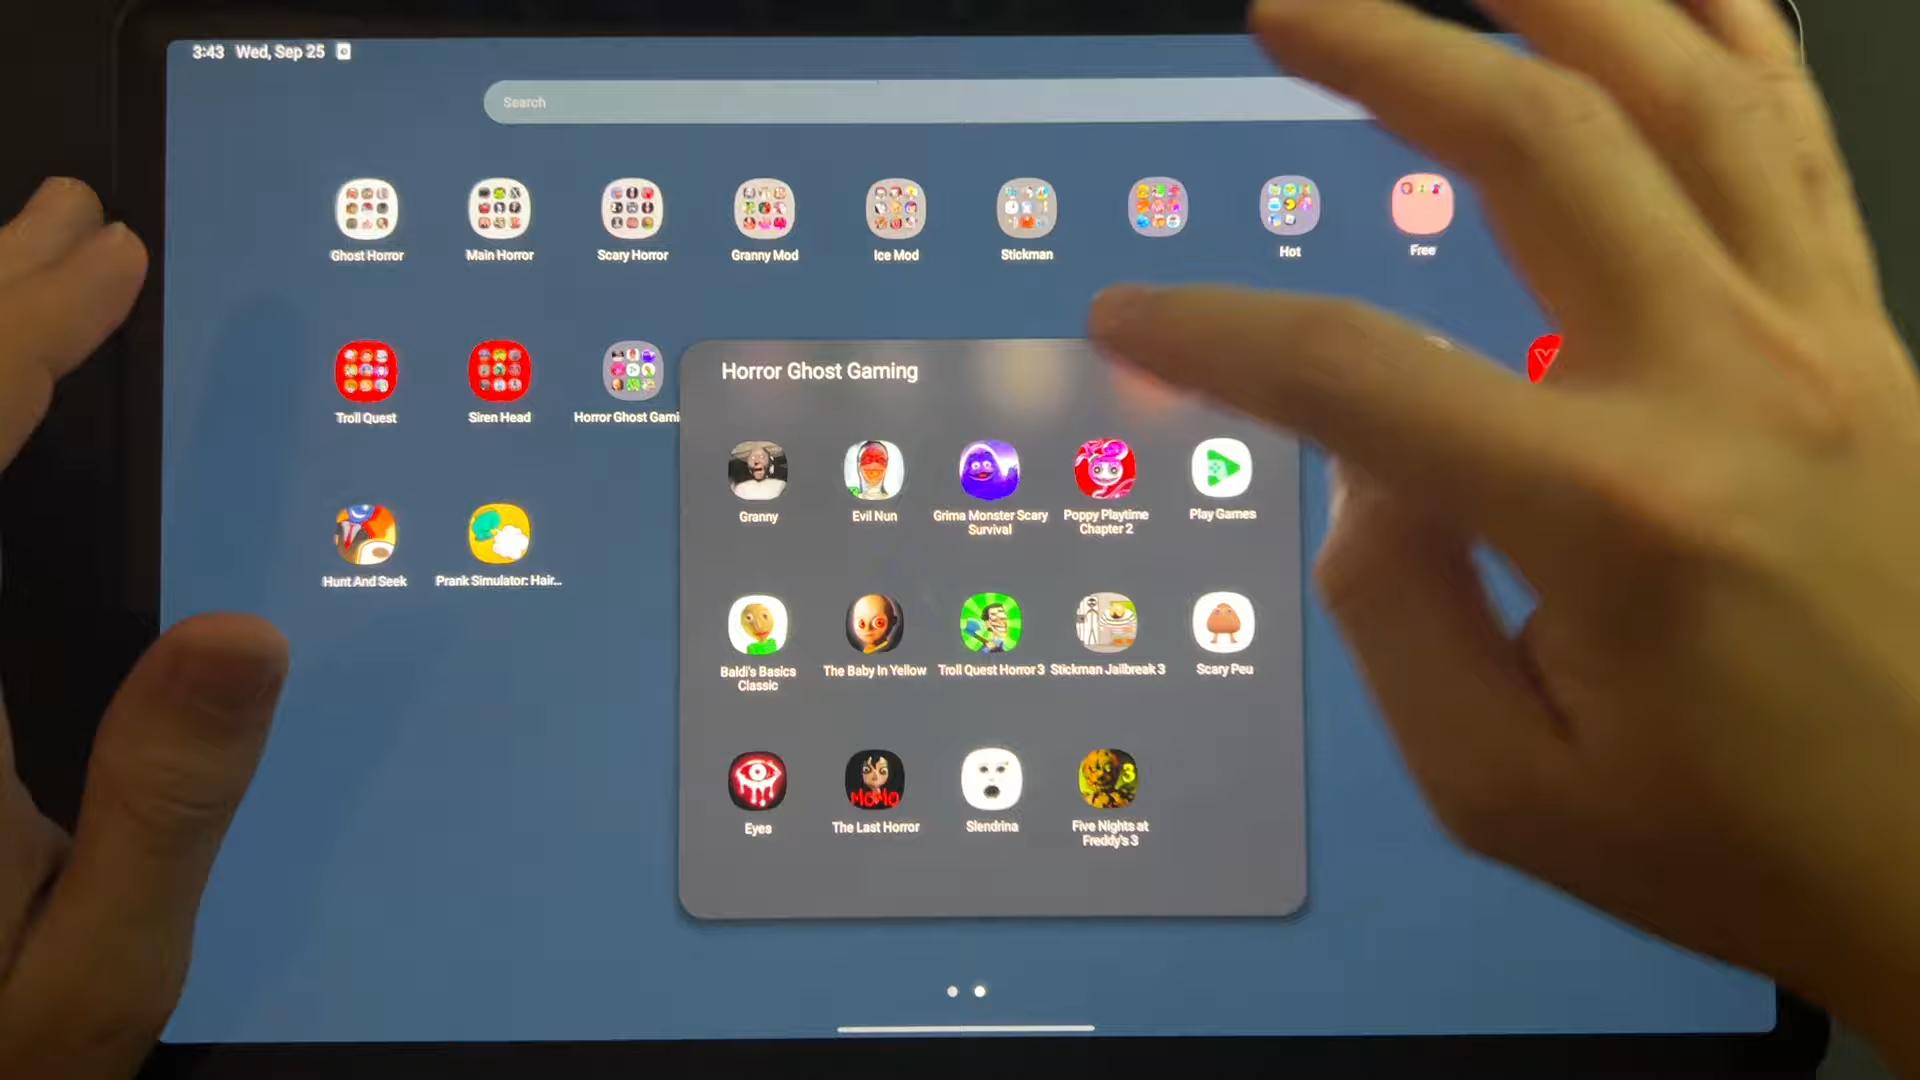 3:43 Wed, Sep 25
Search
Ghost Horror
Main Horror
Scary Horror
Granny Mod
Ice Mod
Stickman
Hot
Free
Troll Quest
Siren Head
Horror Ghost Gami
Horror Ghost Gaming
Granny
Evil Nun
Grima Monster Scary
Survival
Poppy Playtime
Chapter 2
Play Games
Hunt And Seek
Prank Simulator: Hair...
Baldi's Basics
Classic
The Baby In Yellow
Troll Quest Horror 3
Stickman Jailbreak 3
Scary Peu
Eyes
MOMO
The Last Horror
Slendrina
3
Five Nights at
Freddy's 3